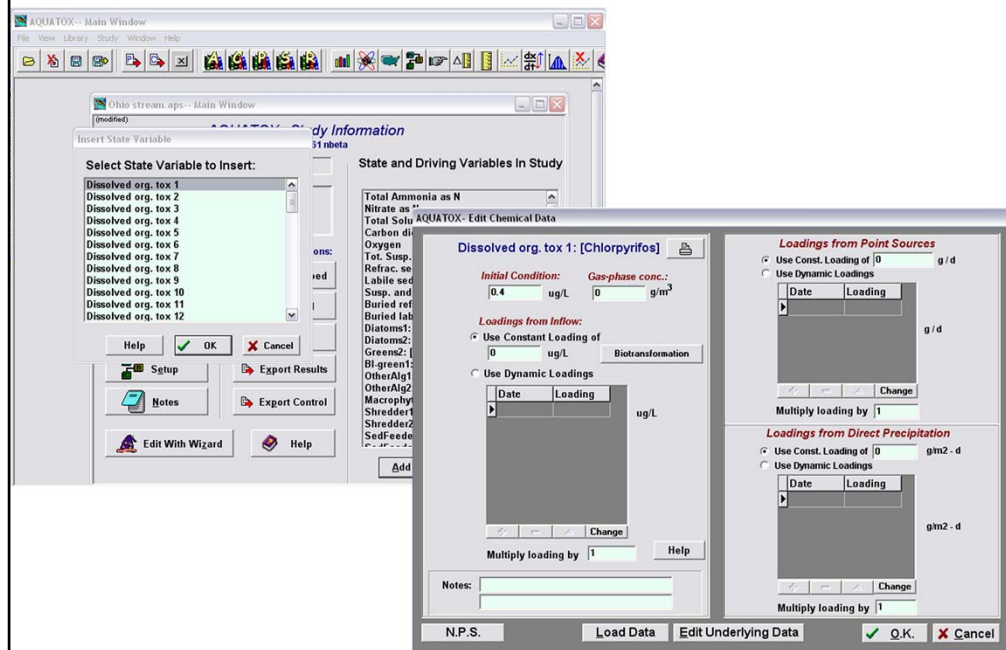 AQUATOX-- Main Window
File View Library Study Window Help
Ohio stream.aps-- Main Window
(modified)
Insert State Variable
Select State Variable to Insert:
Dissolved org. tox 1
Dissolved org. tox 2
Dissolved org. tox 3
Dissolved org. tox 4
Dissolved org. tox 5
Dissolved org. tox 6
Dissolved org. tox 7
Dissolved org. tox 8
Dissolved org. tox 9
Dissolved org. tox 10
Dissolved org. tox 11
Dissolved org. tox 12
Help OK Cancel
Setup
Export Results
Notes
Export Control
Edit With Wizard
Help
State and Driving Variables In Study
Total Ammonia as N
Nitrate as N
Total Solu
Carbon di
Oxygen
Tot. Susp.
Refrac. se
Labile sed
Susp. and
Buried ref
Buried lab
Diatoms1:
Diatoms2:
Greens2: [
Bl-green1:
OtherAlg1
OtherAlg2
Macrophyt
Shredder1
Shredder2
SedFeede
Add
AQUATOX- Edit Chemical Data
Dissolved org. tox 1: [Chlorpyrifos]
Initial Condition: Gas-phase conc.:
0.4 ug/L 0 g/m3
Loadings from Inflow:
Use Constant Loading of
0 ug/L Biotransformation
Use Dynamic Loadings
Date Loading
ug/L
Change
Multiply loading by 1 Help
Notes:
Loadings from Point Sources
Use Const. Loading of 0 g / d
Use Dynamic Loadings
Date Loading
g / d
Change
Multiply loading by 1
Loadings from Direct Precipitation
Use Const. Loading of 0 g/m2 - d
Use Dynamic Loadings
Date Loading
g/m2 - d
Change
Multiply loading by 1
N.P.S. Load Data Edit Underlying Data O.K. Cancel